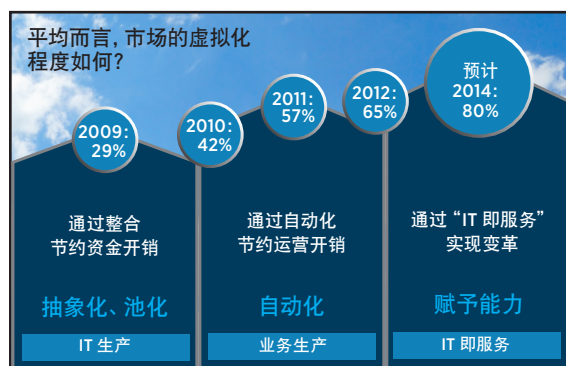 平均而言，市场的虚拟化
程度如何？
2009:
29%
2010:
42%
2011:
57%
2012:
65%
预计
2014:
80%
通过整合
节约资金开销
抽象化、池化
IT 生产
通过自动化
节约运营开销
自动化
业务生产
通过 “IT 即服务”
实现变革
赋予能力
IT 即服务